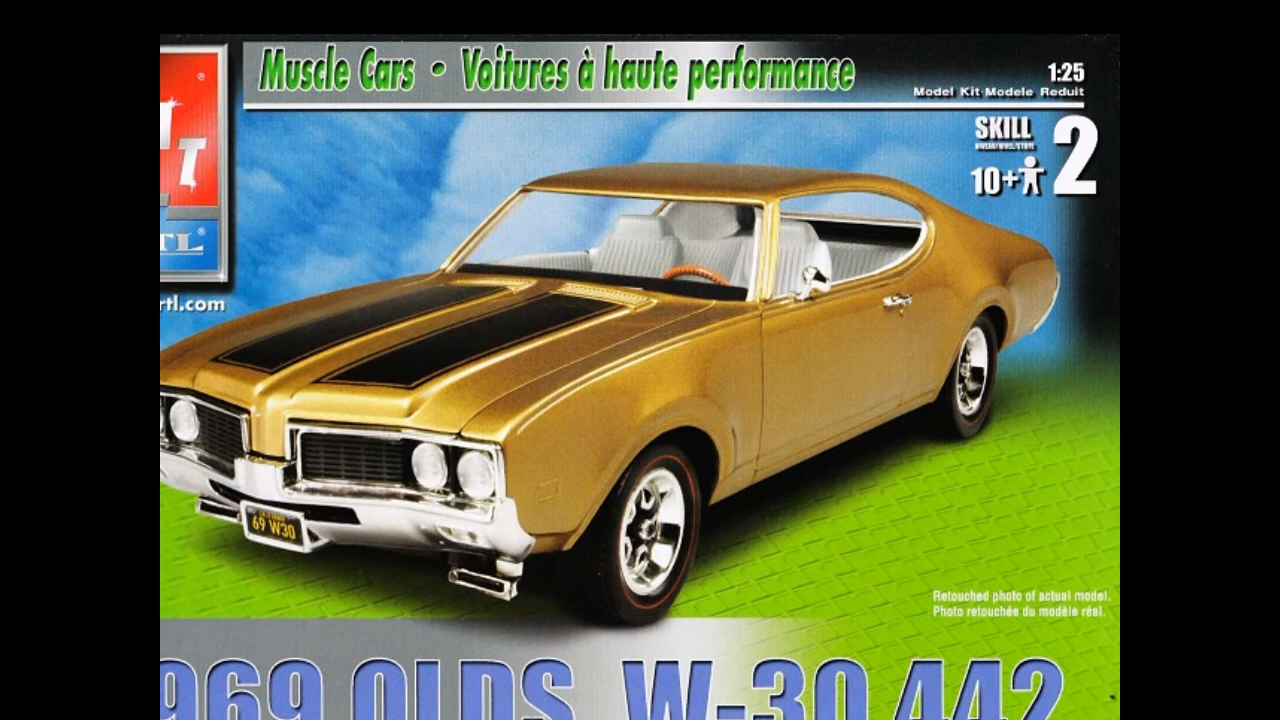 Muscle Cars • Voitures à haute performance
1:25
Model Kit Modele Reduit
SKILL
2
10+
TL®
rtl.com
69 W30
Retouched photo of actual model.
Photo retouchée du modèle réel.
969 OLDS W-30 442